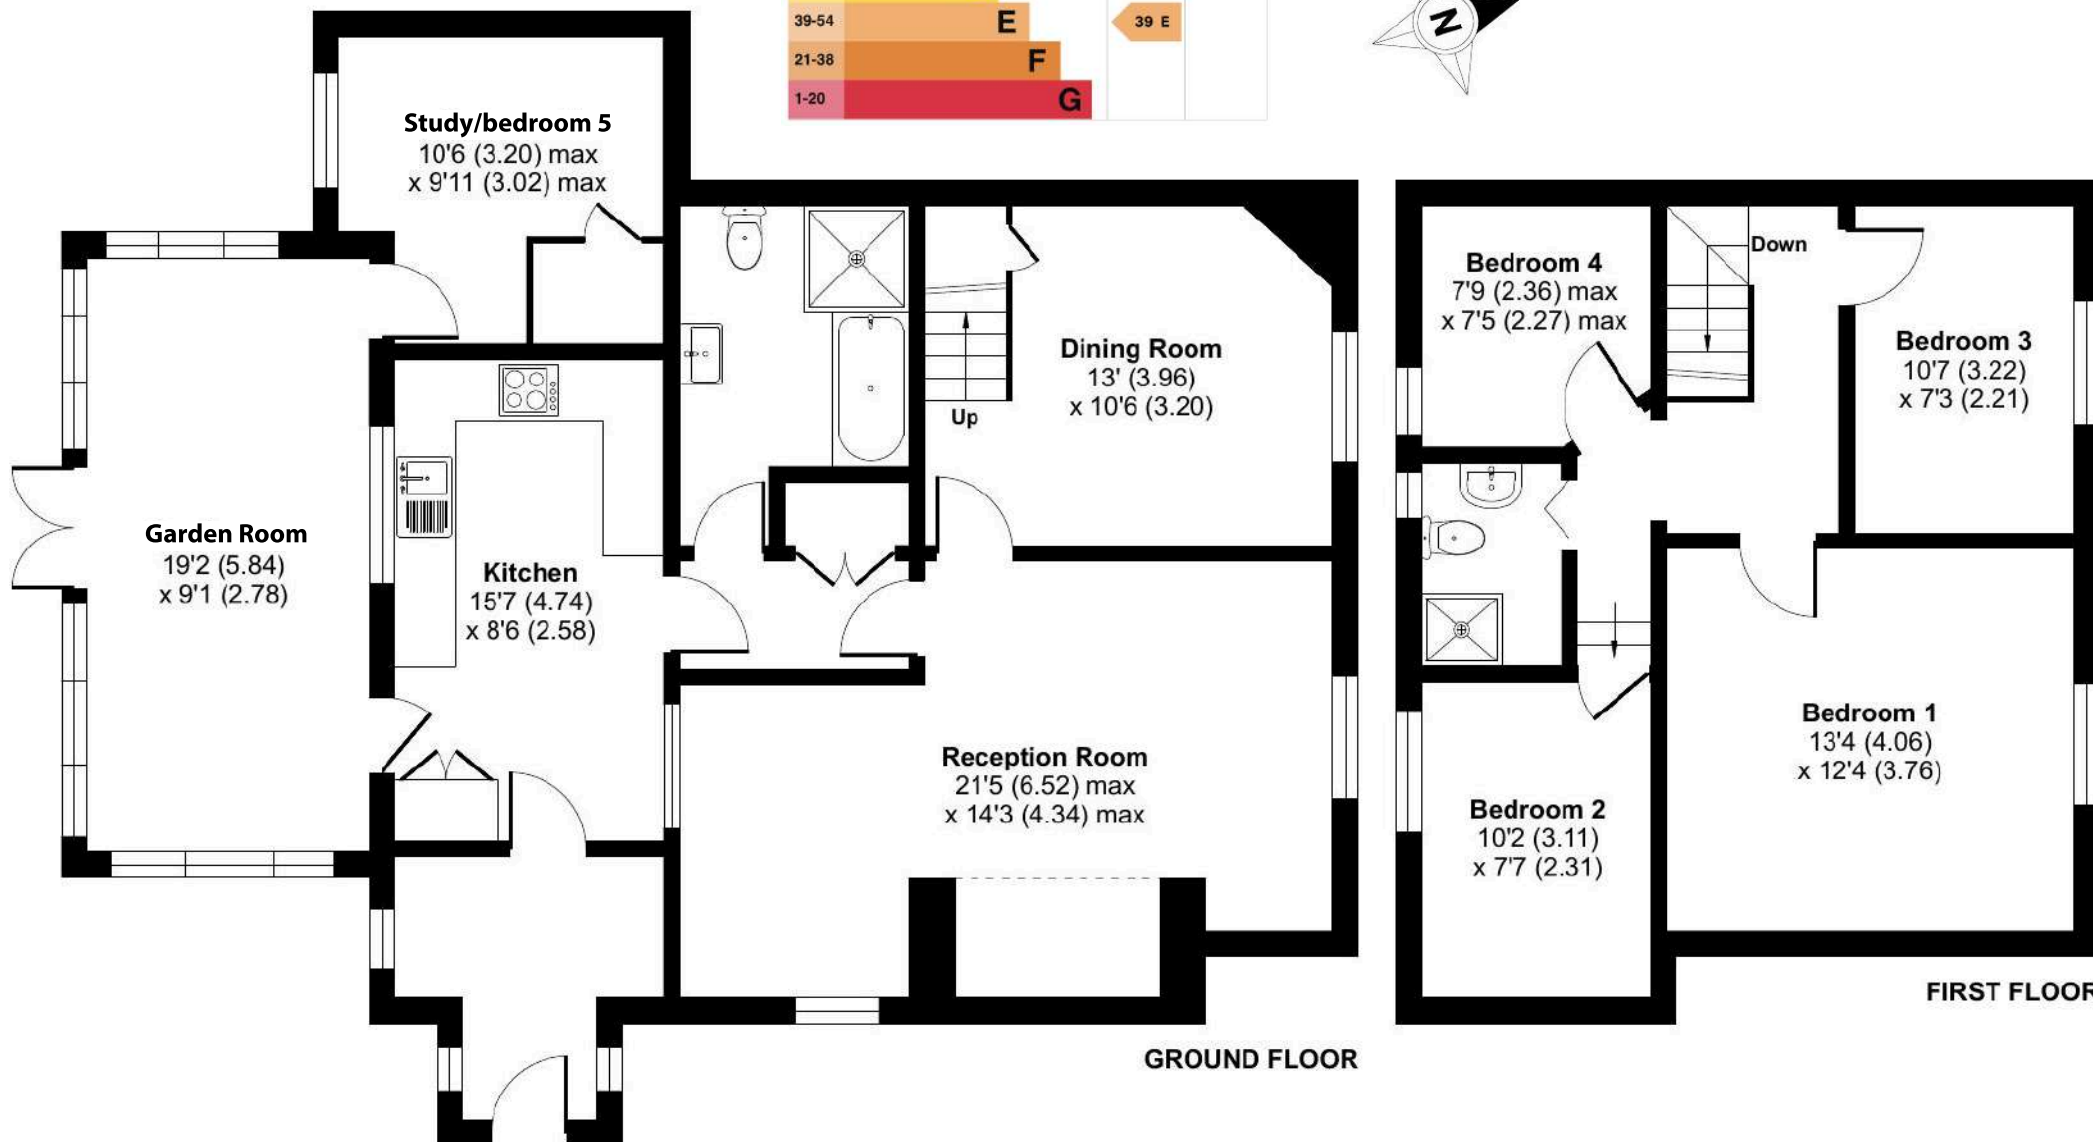 39-54 E 39 E
21-38 F
1-20 G
N
Study/bedroom 5
10'6 (3.20) max
x 9'11 (3.02) max
Garden Room
19'2 (5.84)
x 9'1 (2.78)
Kitchen
15'7 (4.74)
x 8'6 (2.58)
Up
Dining Room
13' (3.96)
x 10'6 (3.20)
Reception Room
21'5 (6.52) max
x 14'3 (4.34) max
GROUND FLOOR
Bedroom 4
7'9 (2.36) max
x 7'5 (2.27) max
Down
Bedroom 3
10'7 (3.22)
x 7'3 (2.21)
Bedroom 1
13'4 (4.06)
x 12'4 (3.76)
Bedroom 2
10'2 (3.11)
x 7'7 (2.31)
FIRST FLOOR